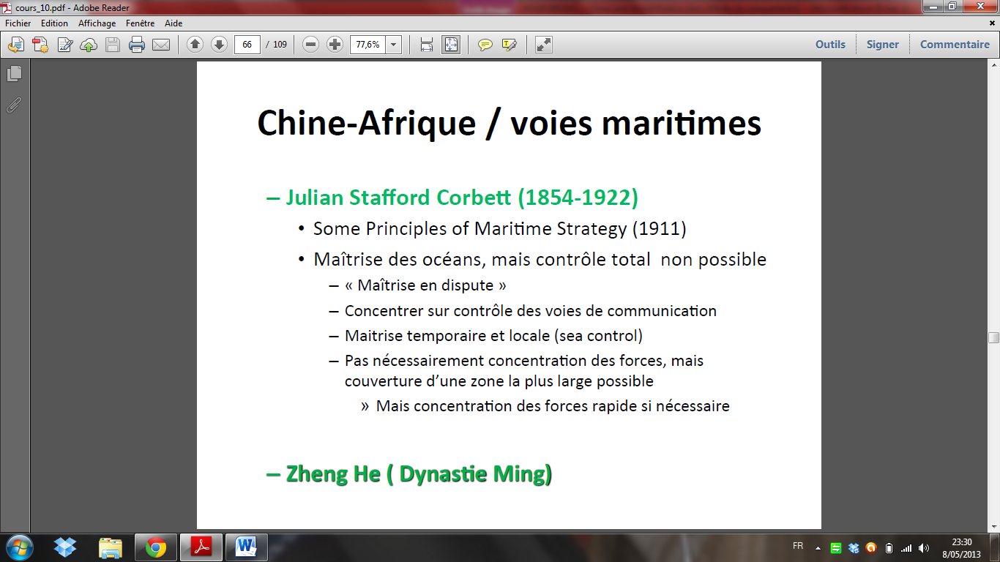 cours_10.pdf - Adobe Reader
Fichier Edition Affichage Fenêtre Aide
66 / 109 77,6% Outils Signer Commentaire
Chine-Afrique / voies maritimes
– Julian Stafford Corbett (1854-1922)
• Some Principles of Maritime Strategy (1911)
• Maîtrise des océans, mais contrôle total non possible
– « Maîtrise en dispute »
– Concentrer sur contrôle des voies de communication
– Maitrise temporaire et locale (sea control)
– Pas nécessairement concentration des forces, mais
couverture d’une zone la plus large possible
» Mais concentration des forces rapide si nécessaire
– Zheng He ( Dynastie Ming)
FR 23:30
8/05/2013